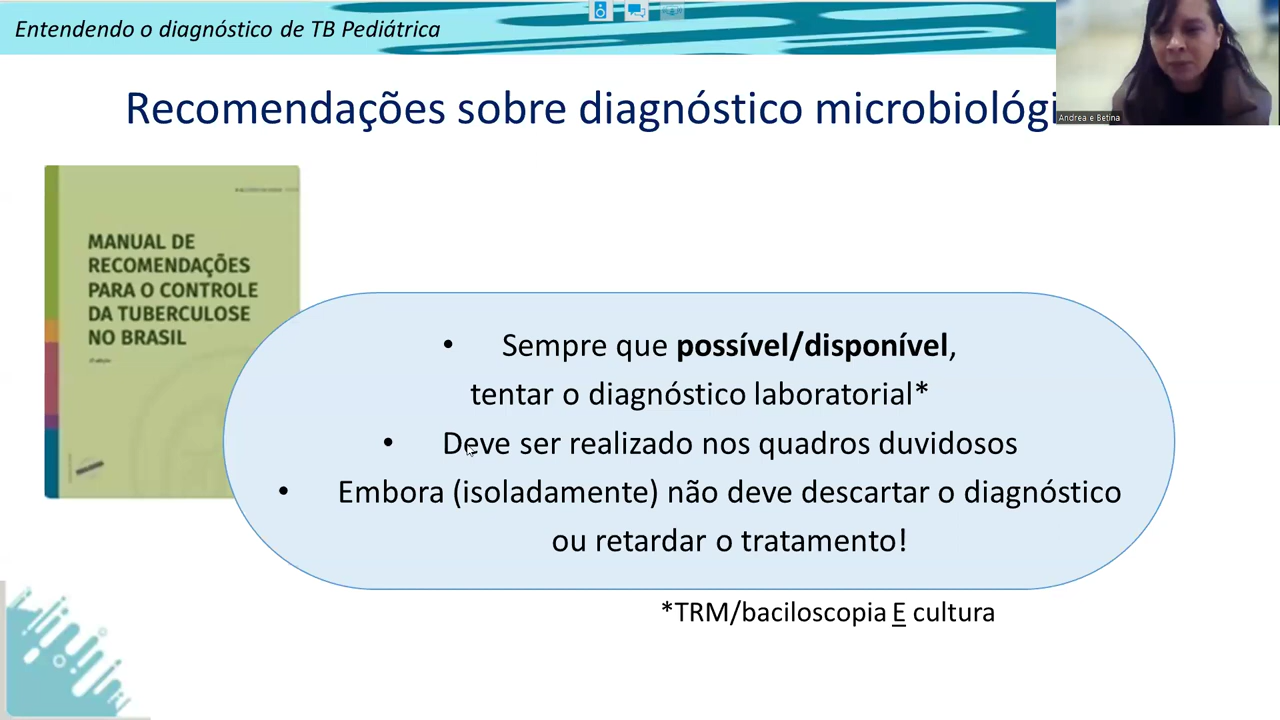 Entendendo o diagnóstico de TB Pediátrica
Recomendações sobre diagnóstico microbiológi
Andrea e Betina
MANUAL DE
RECOMENDAÇÕES
PARA O CONTROLE
DA TUBERCULOSE
NO BRASIL
• Sempre que possível/disponível,
tentar o diagnóstico laboratorial*
• Deve ser realizado nos quadros duvidosos
• Embora (isoladamente) não deve descartar o diagnóstico
ou retardar o tratamento!
*TRM/baciloscopia E cultura